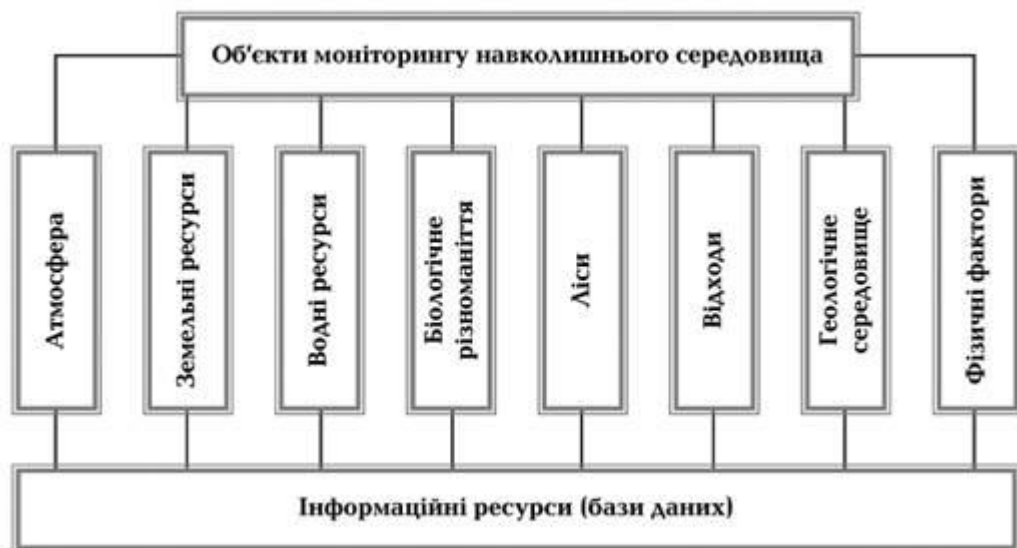 Об'єкти моніторингу навколишнього середовища
Атмосфера
Земельні ресурси
Водні ресурси
Біологічне
різноманіття
Ліси
Відходи
Геологічне
середовище
Фізичні фактори
Інформаційні ресурси (бази даних)